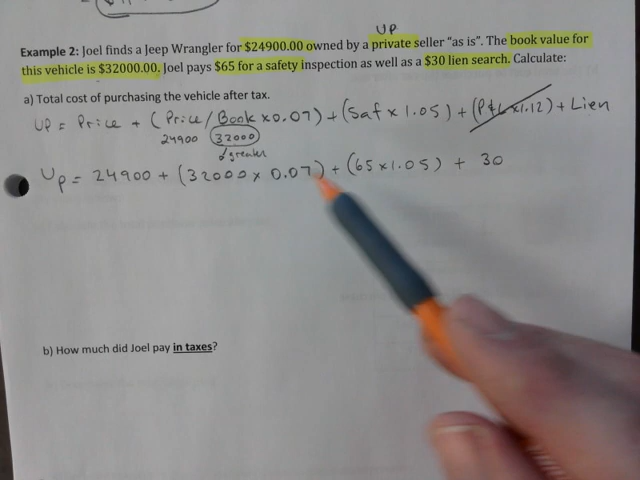 UP
Example 2: Joel finds a Jeep Wrangler for $24900.00 owned by a private seller "as is". The book value for
this vehicle is $32000.00. Joel pays $65 for a safety inspection as well as a $30 lien search. Calculate:
a) Total cost of purchasing the vehicle after tax.
UP = Price + (Price/Book x 0.07) + (Saf x 1.05) + (P&L x 1.12) + Lien
24900 32000
greater
Up = 24900 + (32000 x 0.07) + (65 x 1.05) + 30
b) How much did Joel pay in taxes?